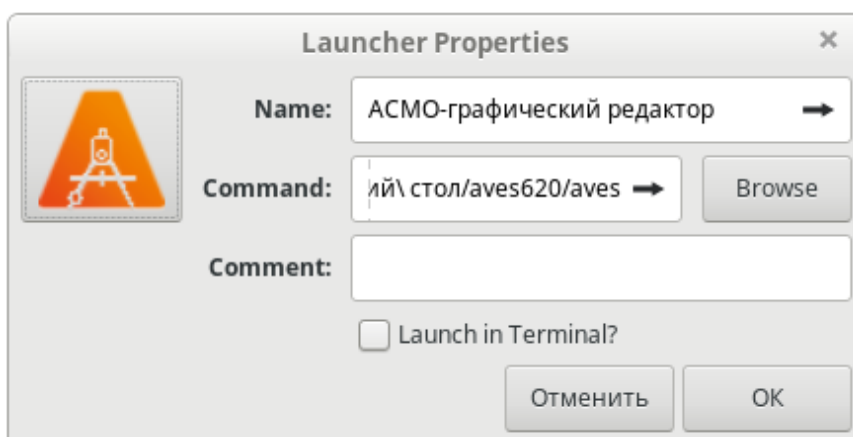 Launcher Properties
Name: АСМО-графический редактор
Command: ий\ стол/aves620/aves Browse
Comment:
Launch in Terminal?
Отменить OK